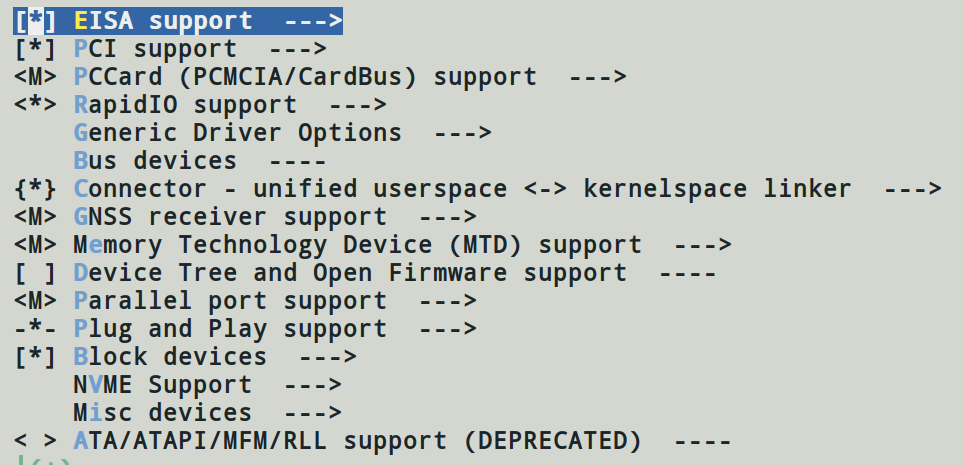 [*] EISA support  --->
[*] PCI support  --->
<M> PCCard (PCMCIA/CardBus) support  --->
<*> RapidIO support  --->
    Generic Driver Options  --->
    Bus devices  ----
{*} Connector - unified userspace <-> kernelspace linker  --->
<M> GNSS receiver support  --->
<M> Memory Technology Device (MTD) support  --->
[ ] Device Tree and Open Firmware support  ----
<M> Parallel port support  --->
-*- Plug and Play support  --->
[*] Block devices  --->
    NVME Support  --->
    Misc devices  --->
< > ATA/ATAPI/MFM/RLL support (DEPRECATED)  ----